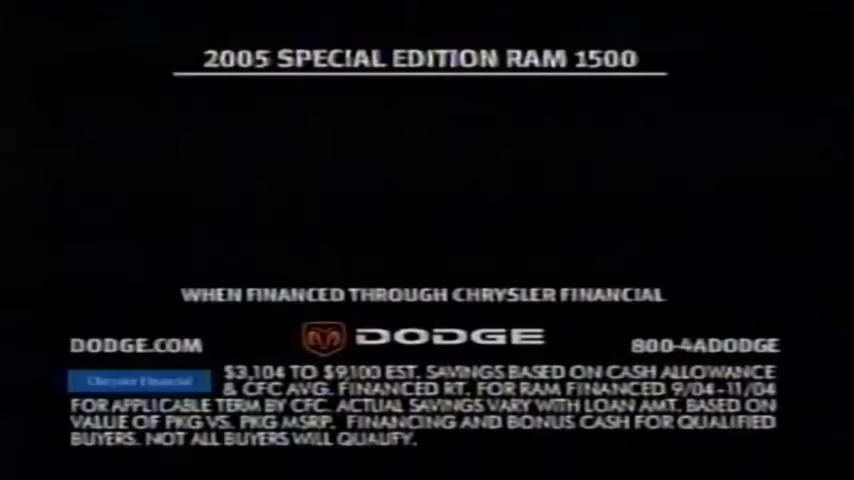 2005 SPECIAL EDITION RAM 1500
WHEN FINANCED THROUGH CHRYSLER FINANCIAL
DODGE.COM
DODGE
800-4ADODGE
Chrysler Financial
$3,104 TO $9,100 EST. SAVINGS BASED ON CASH ALLOWANCE
& CFC AVG. FINANCED RT. FOR RAM FINANCED 9/04-11/04
FOR APPLICABLE TERM BY CFC. ACTUAL SAVINGS VARY WITH LOAN AMT. BASED ON
VALUE OF PKG VS. PKG MSRP. FINANCING AND BONUS CASH FOR QUALIFIED
BUYERS. NOT ALL BUYERS WILL QUALIFY.